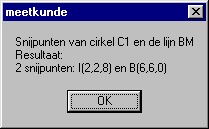 meetkunde
Snijpunten van cirkel C1 en de lijn BM
Resultaat:
2 snijpunten: I(2,2,8) en B(6,6,0)
OK